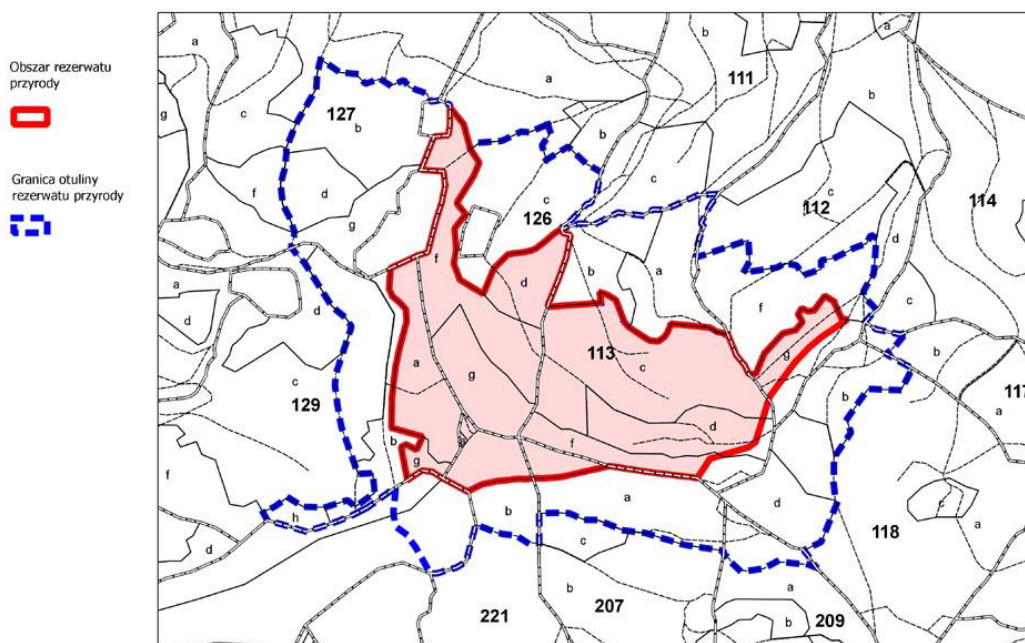 Obszar rezerwatu
przyrody
Granica otuliny
rezerwatu przyrody
a
b
a
b
111
a
b
g
c
127
b
b
f
d
c
c
c
112
114
126
g
b
a
d
f
d
f
c
a
d
d
a
g
113
c
g
b
c
129
b
117
a
b
f
d
g
f
h
a
d
b
c
c
a
118
d
b
a
221
207
209
b